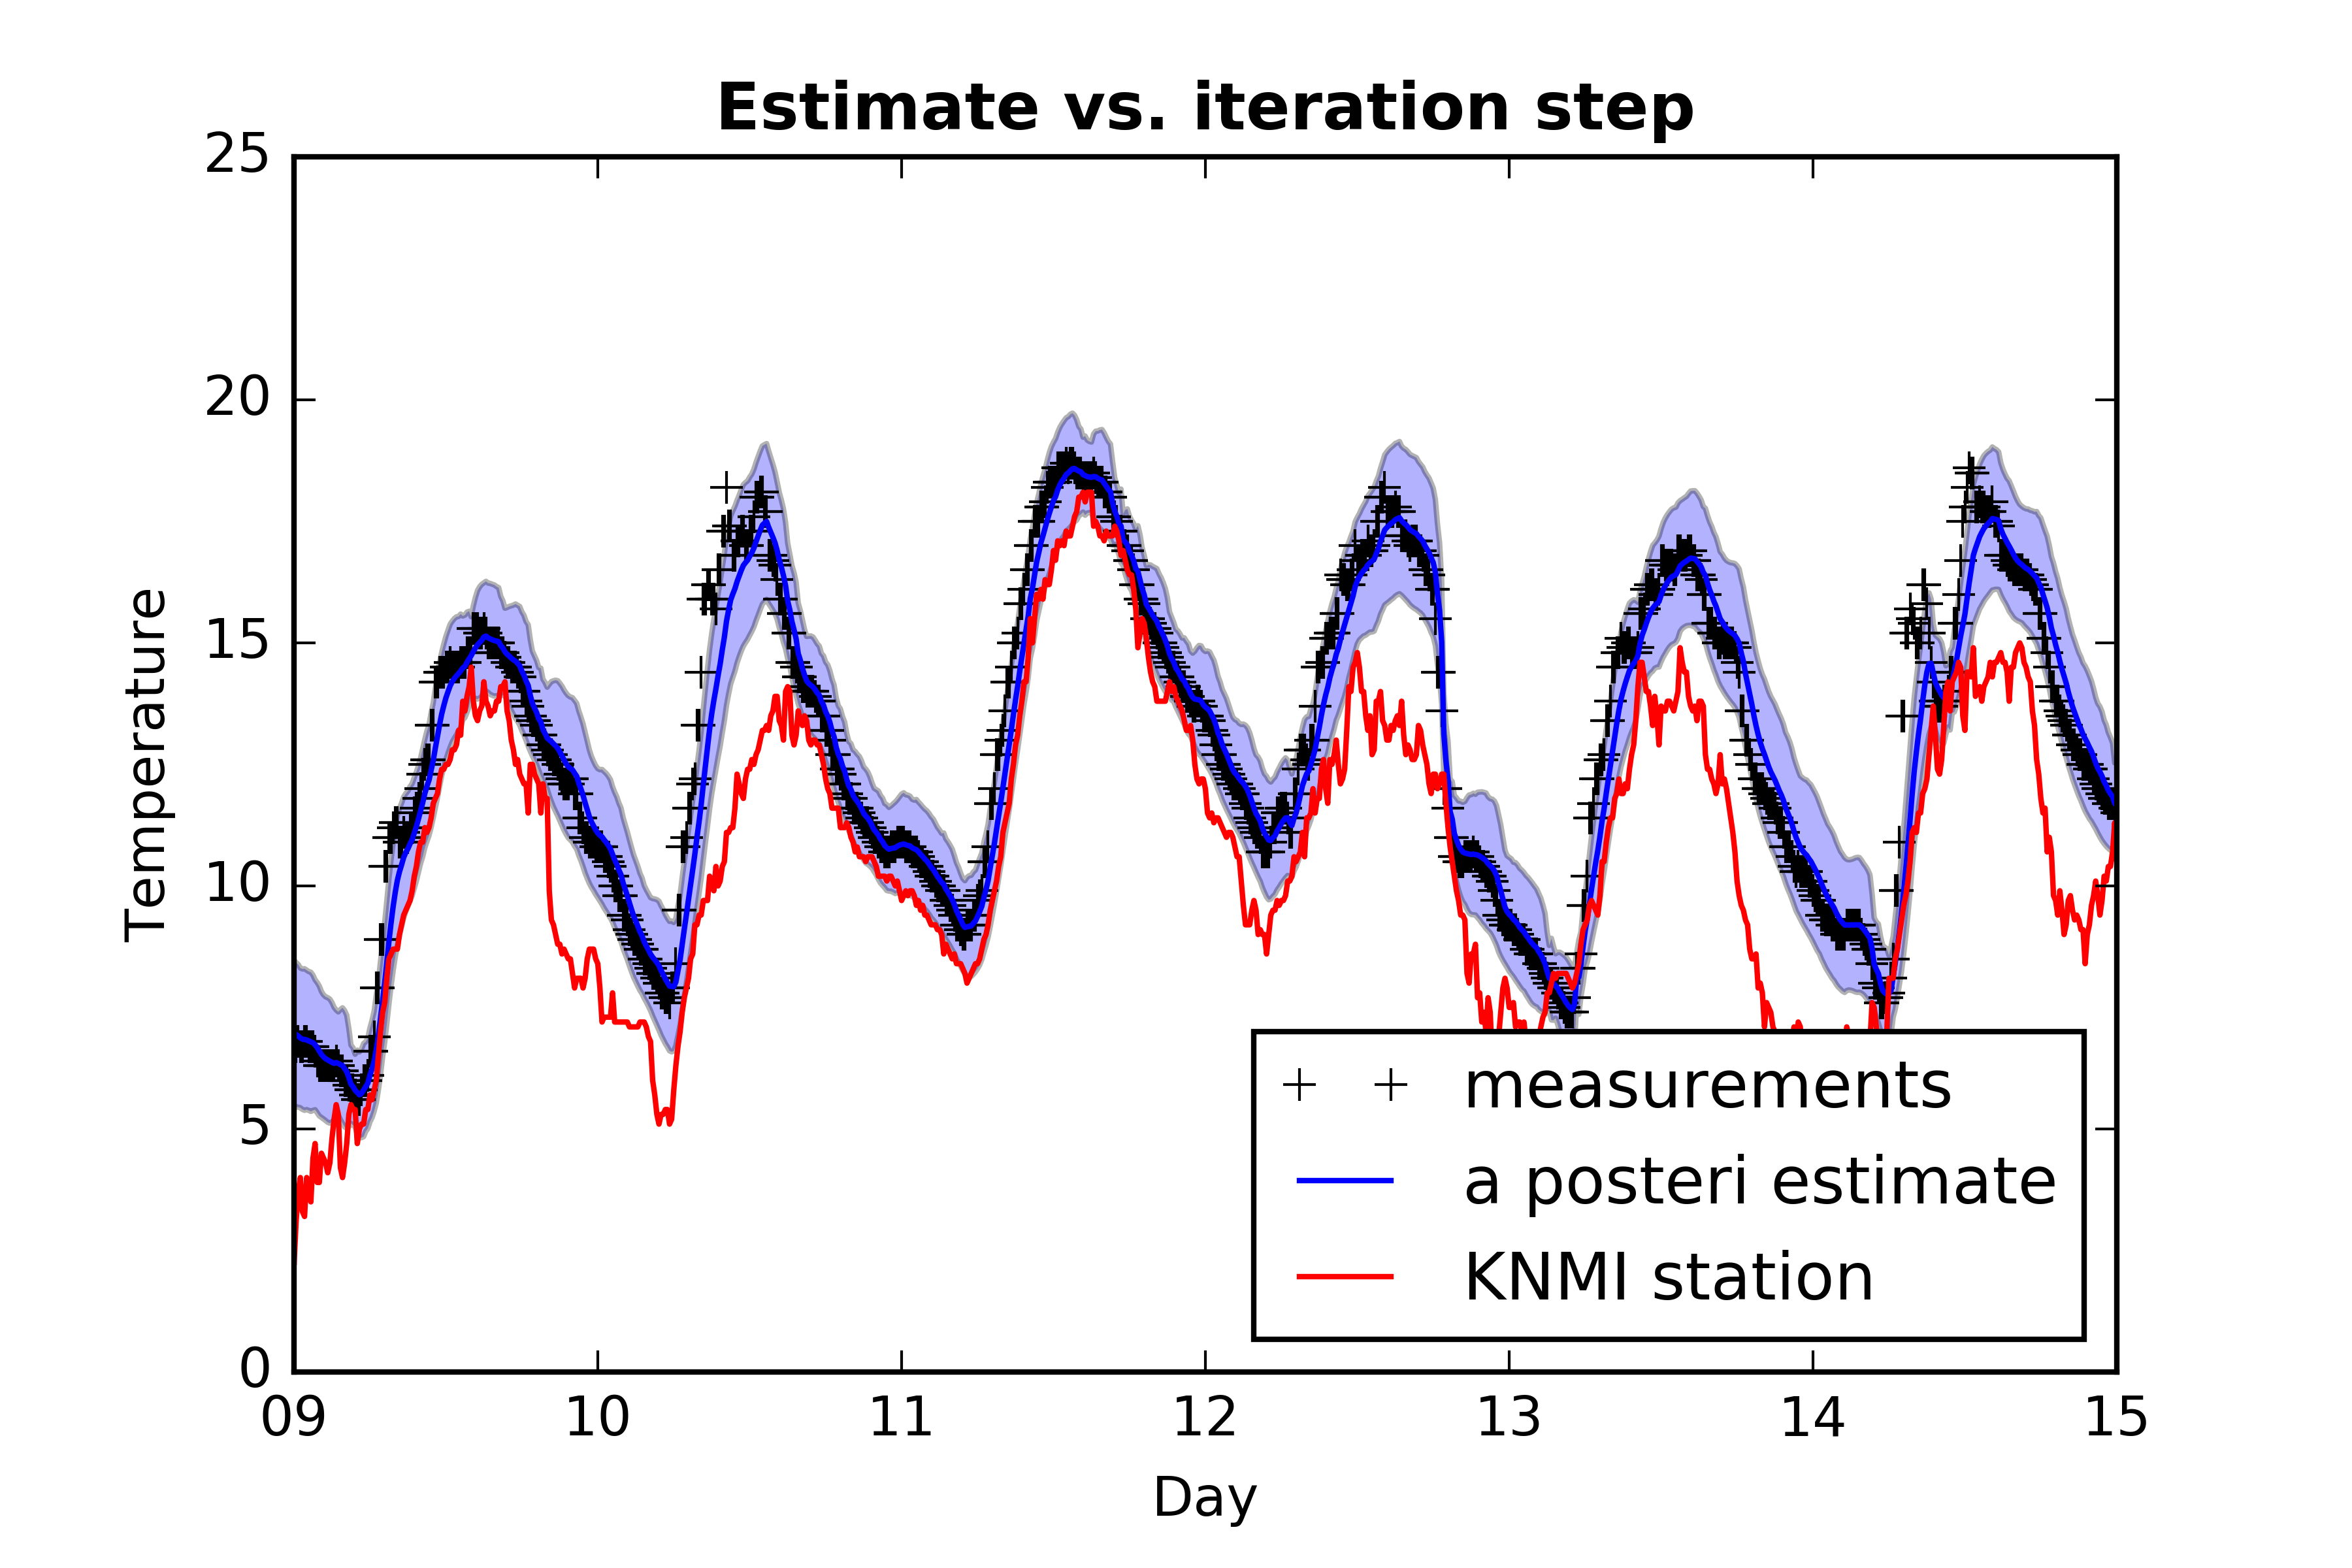 Estimate vs. iteration step
25
20
15
10
5
0
Temperature
09 10 11 12 13 14 15
Day
measurements
a posteri estimate
KNMI station